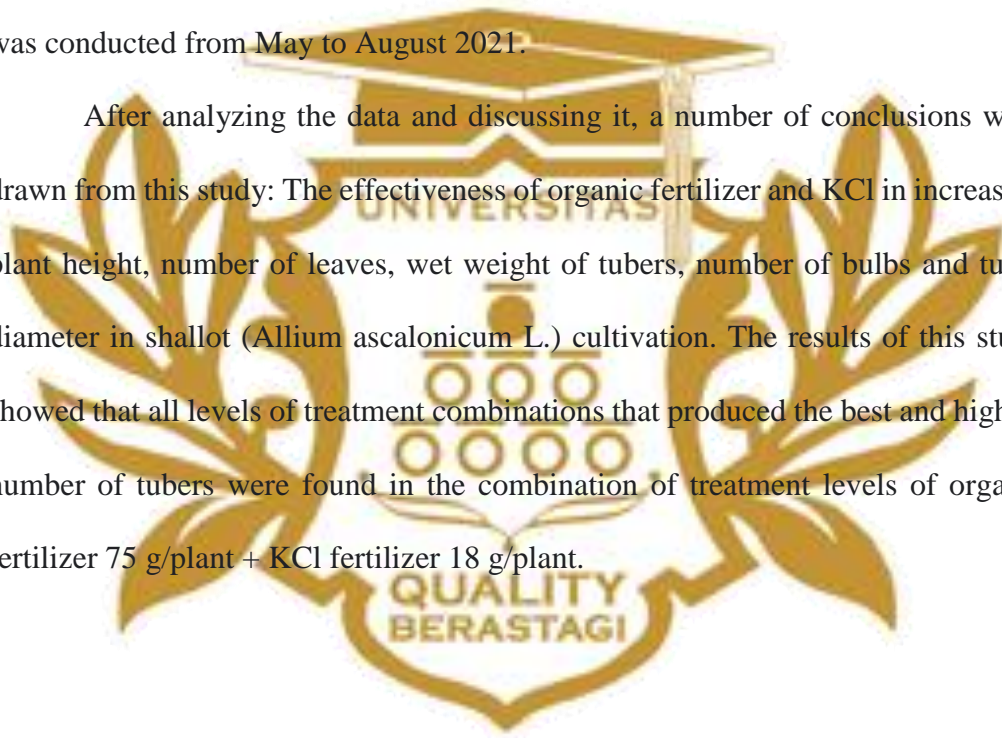 was conducted from May to August 2021.
After analyzing the data and discussing it, a number of conclusions w
drawn from this study: The effectiveness of organic fertilizer and KCl in increas
plant height, number of leaves, wet weight of tubers, number of bulbs and tu
UNIVERSITAS
diameter in shallot (Allium ascalonicum L.) cultivation. The results of this stu
showed that all levels of treatment combinations that produced the best and high
number of tubers were found in the combination of treatment levels of orga
fertilizer 75 g/plant + KCl fertilizer 18 g/plant.
QUALITY
BERASTAGI